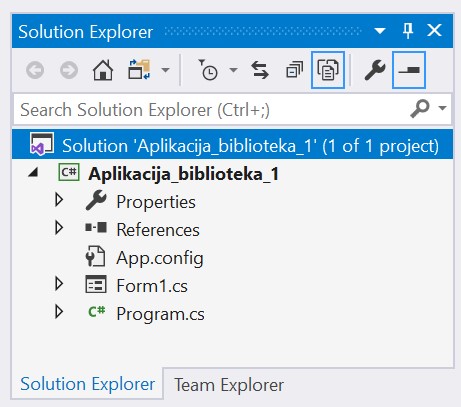 Solution Explorer
Search Solution Explorer (Ctrl+;)
Solution 'Aplikacija_biblioteka_1' (1 of 1 project)
C# Aplikacija_biblioteka_1
Properties
References
App.config
Form1.cs
C# Program.cs
Solution Explorer Team Explorer